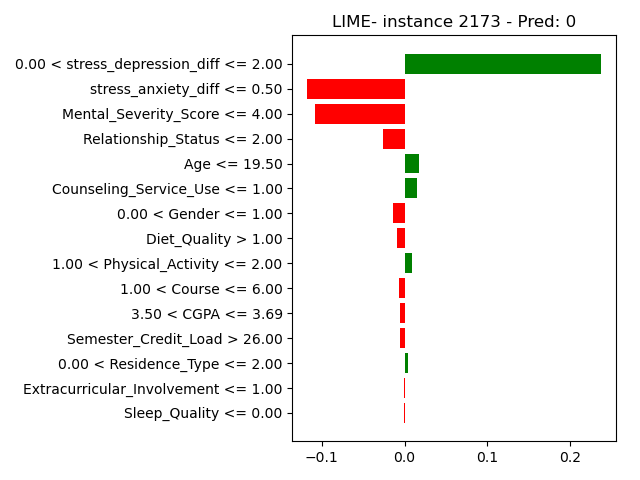 LIME- instance 2173 - Pred: 0
0.00 < stress_depression_diff <= 2.00
stress_anxiety_diff <= 0.50
Mental_Severity_Score <= 4.00
Relationship_Status <= 2.00
Age <= 19.50
Counseling_Service_Use <= 1.00
0.00 < Gender <= 1.00
Diet_Quality > 1.00
1.00 < Physical_Activity <= 2.00
1.00 < Course <= 6.00
3.50 < CGPA <= 3.69
Semester_Credit_Load > 26.00
0.00 < Residence_Type <= 2.00
Extracurricular_Involvement <= 1.00
Sleep_Quality <= 0.00
−0.1 0.0 0.1 0.2